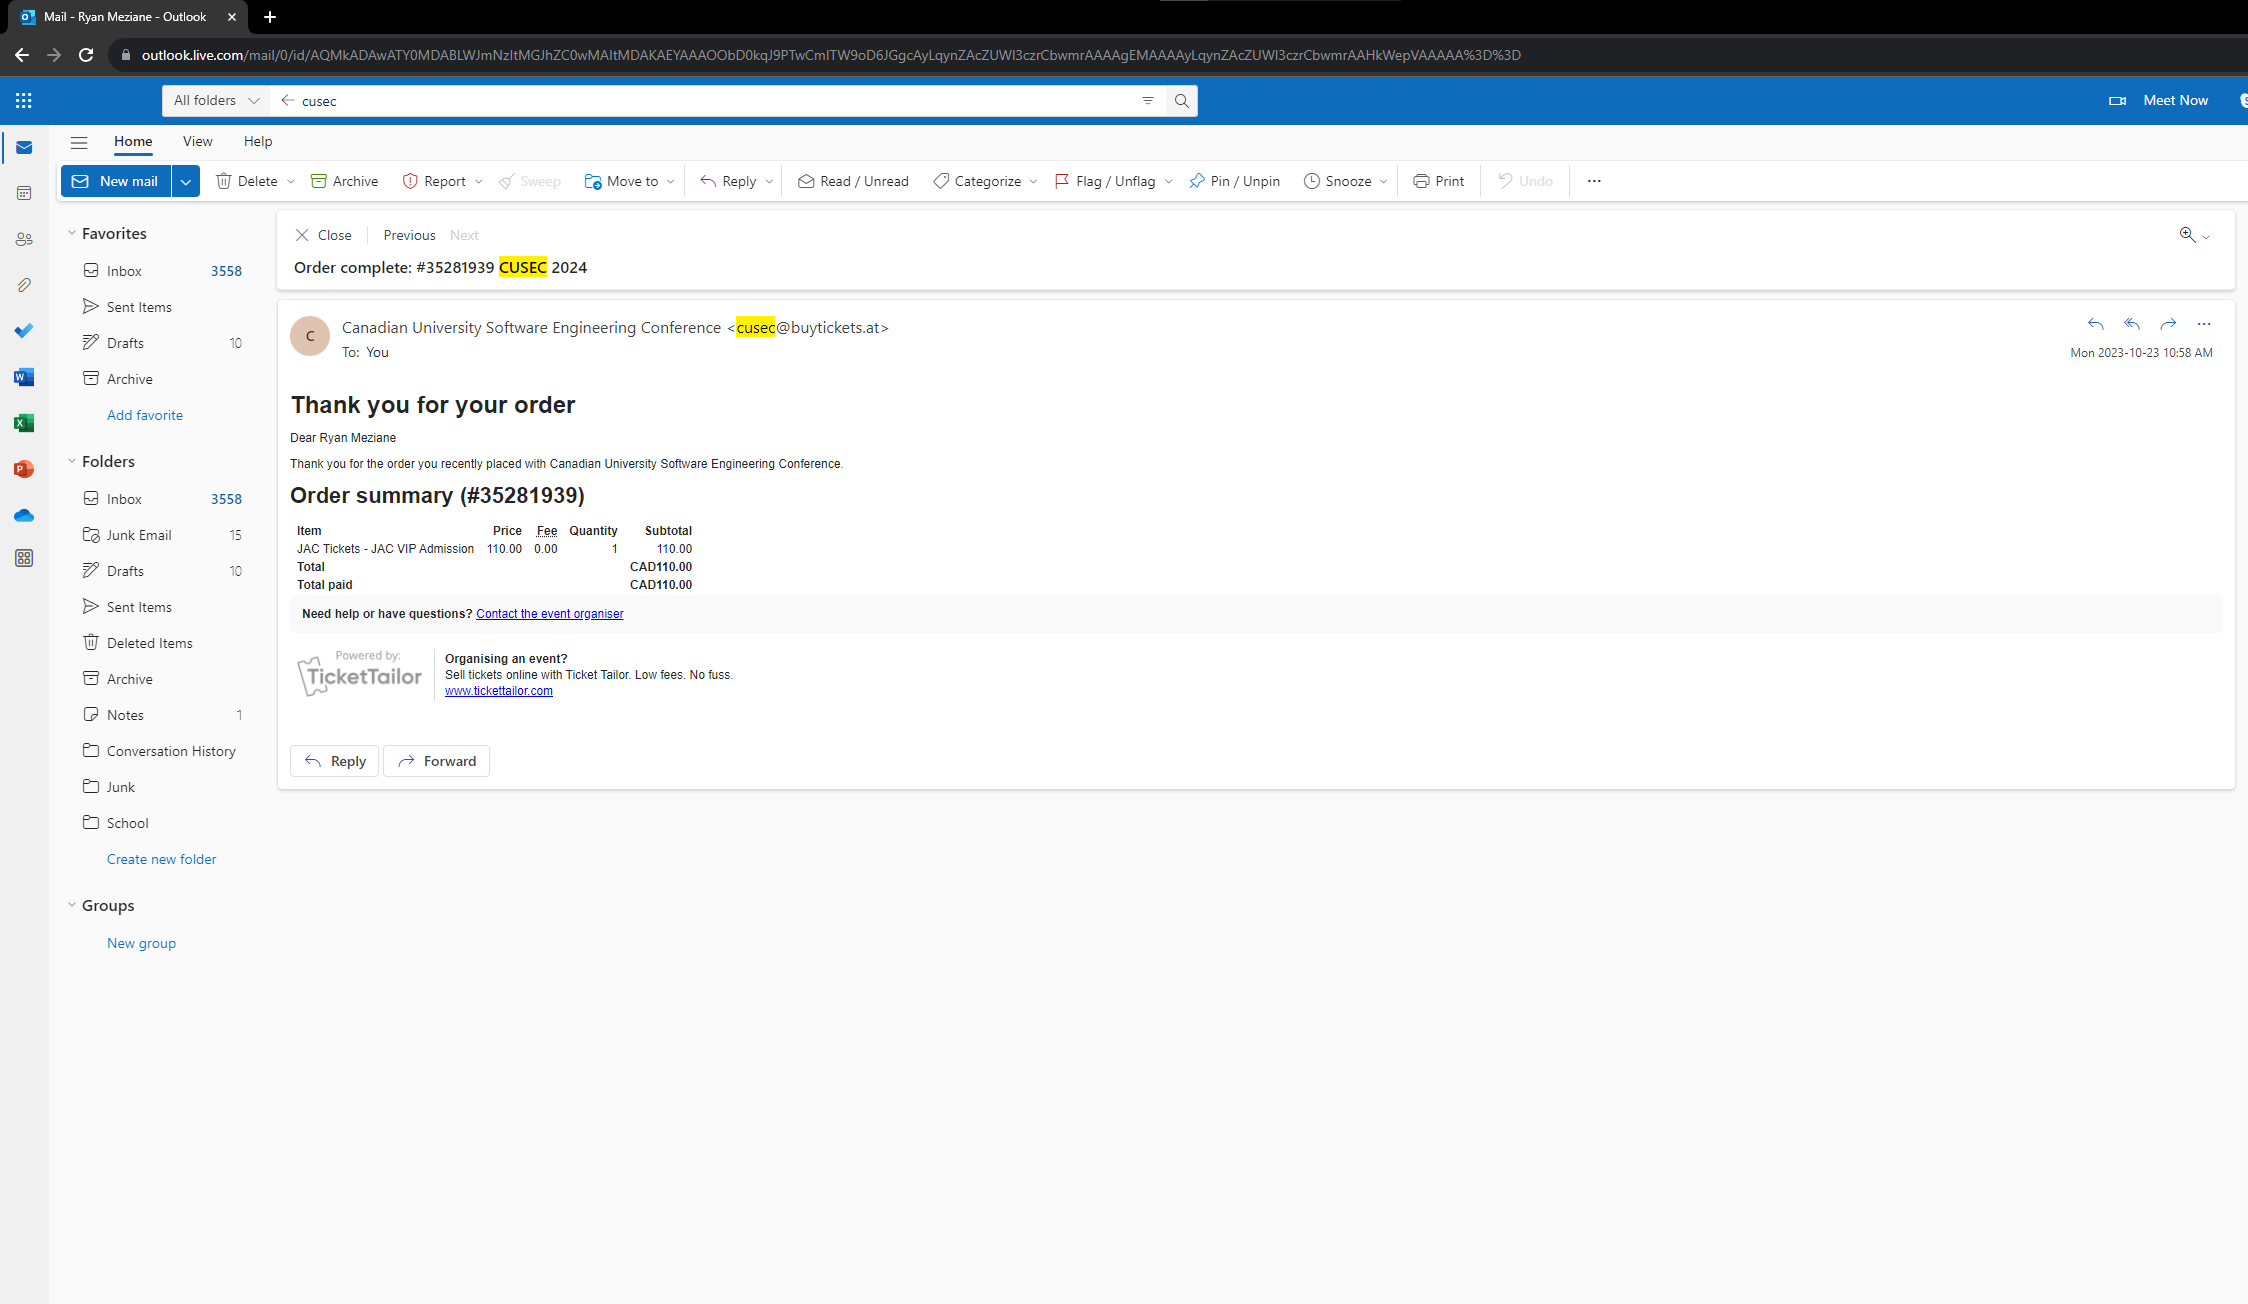 Mail - Ryan Meziane - Outlook
outlook.live.com/mail/0/id/AQMkADAwATY0MDABLWJmNzItMGJhZC0wMAItMDAKAEYAAAOObD0kqJ9PTwCmITW9oD6JGgcAyLqynZAcZUWI3czrCbwmrAAAAgEMAAAAyLqynZAcZUWI3czrCbwmrAAHkWepVAAAAA%3D%3D
All folders cusec Meet Now
Home View Help
New mail Delete Archive Report Sweep Move to Reply Read / Unread Categorize Flag / Unflag Pin / Unpin Snooze Print Undo
Favorites
Inbox 3558
Sent Items
Drafts 10
Archive
Add favorite
Folders
Inbox 3558
Junk Email 15
Drafts 10
Sent Items
Deleted Items
Archive
Notes 1
Conversation History
Junk
School
Create new folder
Groups
New group
Close Previous Next
Order complete: #35281939 CUSEC 2024
C
Canadian University Software Engineering Conference <cusec@buytickets.at>
To: You
Mon 2023-10-23 10:58 AM
Thank you for your order
Dear Ryan Meziane
Thank you for the order you recently placed with Canadian University Software Engineering Conference.
Order summary (#35281939)
Item Price Fee Quantity Subtotal
JAC Tickets - JAC VIP Admission 110.00 0.00 1 110.00
Total CAD110.00
Total paid CAD110.00
Need help or have questions? Contact the event organiser
Powered by:
TicketTailor
Organising an event?
Sell tickets online with Ticket Tailor. Low fees. No fuss.
www.tickettailor.com
Reply Forward